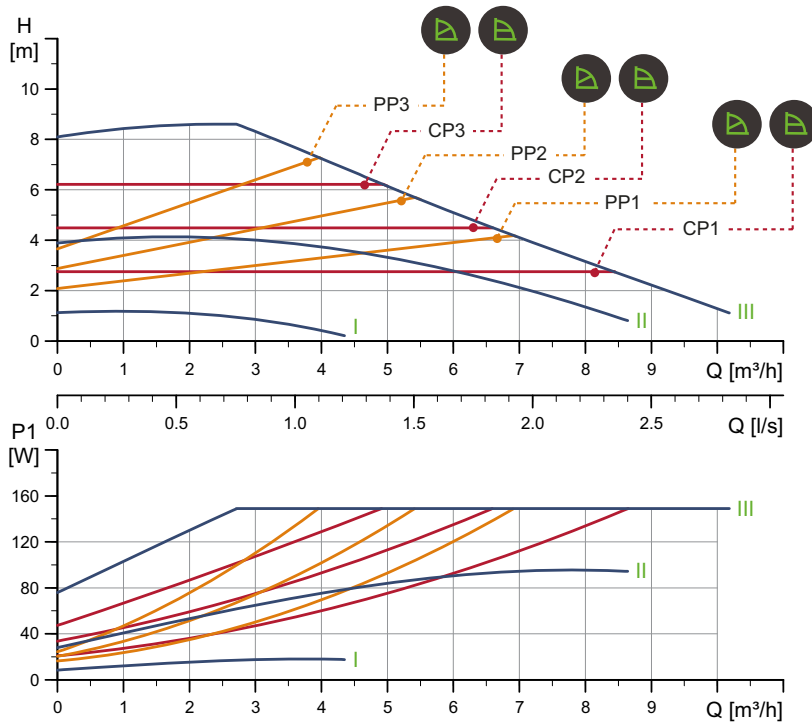 H
[m]
PP3
CP3
PP2
CP2
PP1
CP1
10
8
6
4
2
0
I
II
III
0 1 2 3 4 5 6 7 8 9 Q [m³/h]
0.0 0.5 1.0 1.5 2.0 2.5 Q [l/s]
P1
[W]
160
120
80
40
0
III
II
I
0 1 2 3 4 5 6 7 8 9 Q [m³/h]